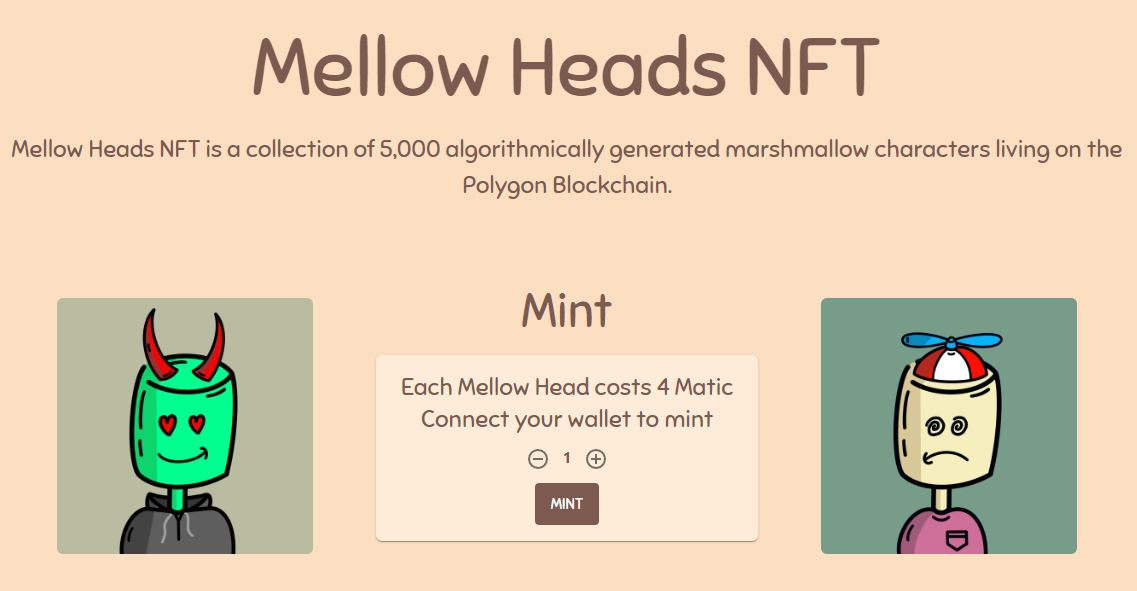 Mellow Heads NFT
Mellow Heads NFT is a collection of 5,000 algorithmically generated marshmallow characters living on the
Polygon Blockchain.
Mint
Each Mellow Head costs 4 Matic
Connect your wallet to mint
1
MINT